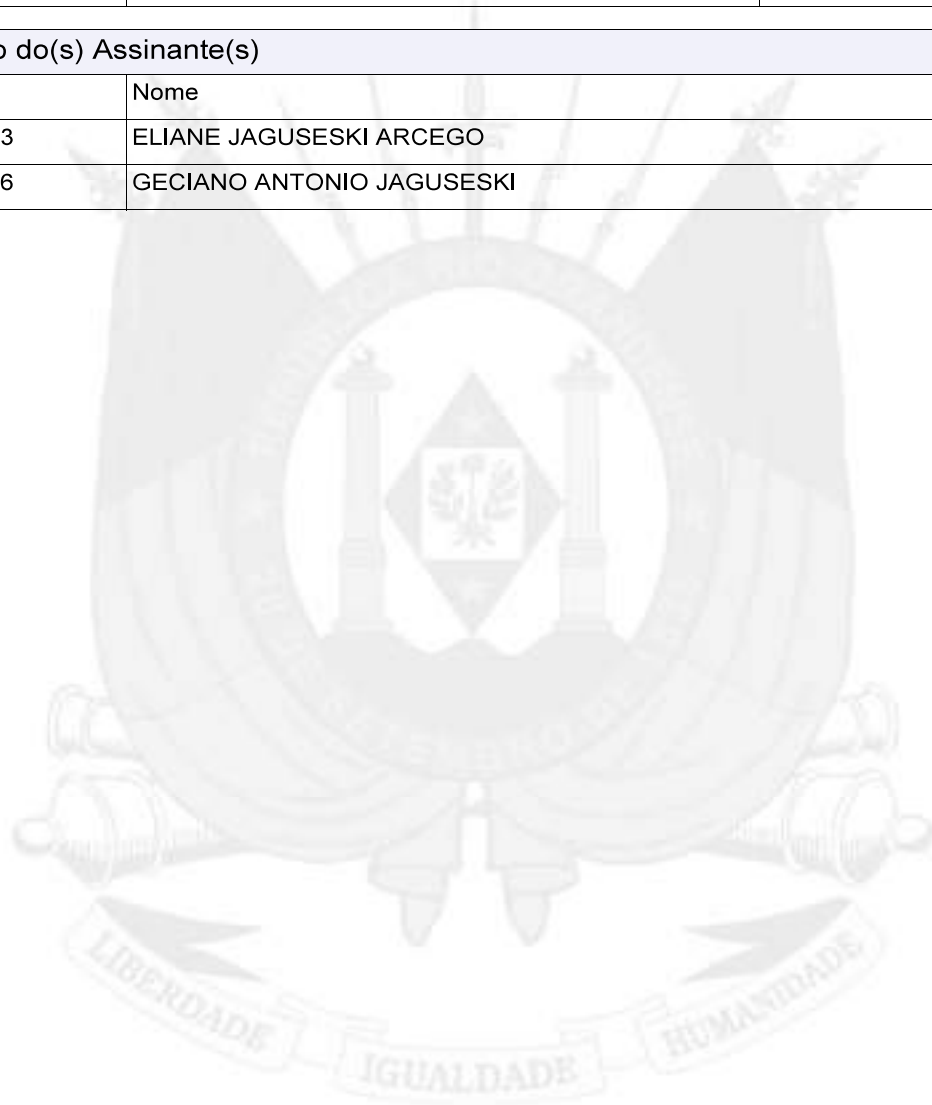 o do(s) Assinante(s)
Nome
3 ELIANE JAGUSESKI ARCEGO
6 GECIANO ANTONIO JAGUSESKI
LIBERDADE
IGUALDADE
HUMANIDADE